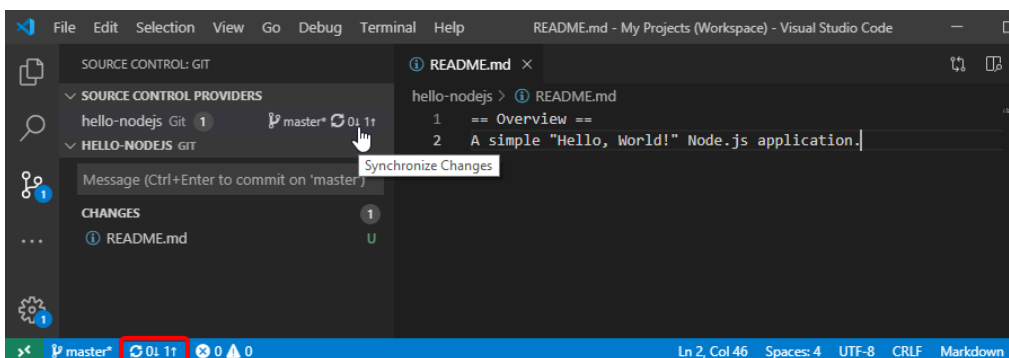 File Edit Selection View Go Debug Terminal Help README.md - My Projects (Workspace) - Visual Studio Code
SOURCE CONTROL: GIT
SOURCE CONTROL PROVIDERS
hello-nodejs Git 1 master* 0↓ 1↑
HELLO-NODEJS GIT
Message (Ctrl+Enter to commit on 'master')
CHANGES 1
README.md U
README.md ×
hello-nodejs > README.md
1 == Overview ==
2 A simple "Hello, World!" Node.js application.
Synchronize Changes
1
1
master* 0↓ 1↑ 0 0 Ln 2, Col 46 Spaces: 4 UTF-8 CRLF Markdown